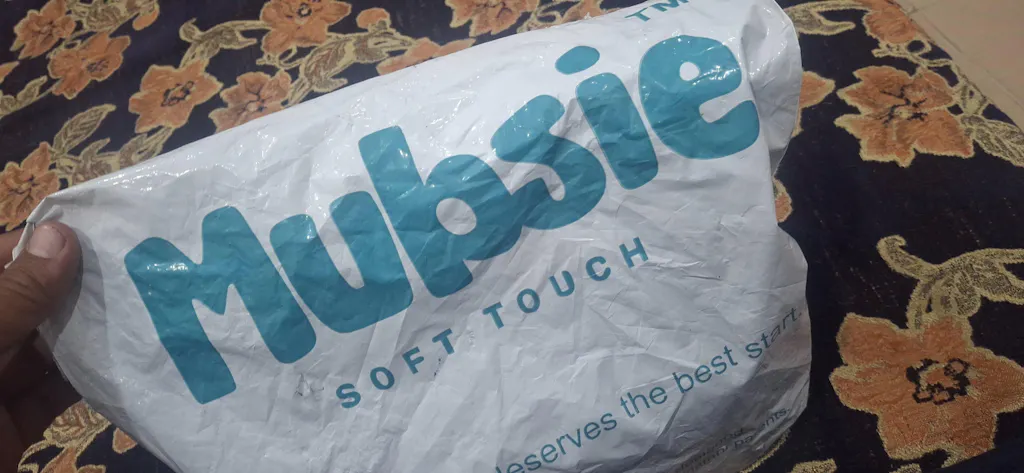 Mubsie TM
SOFT TOUCH
deserves the best start.